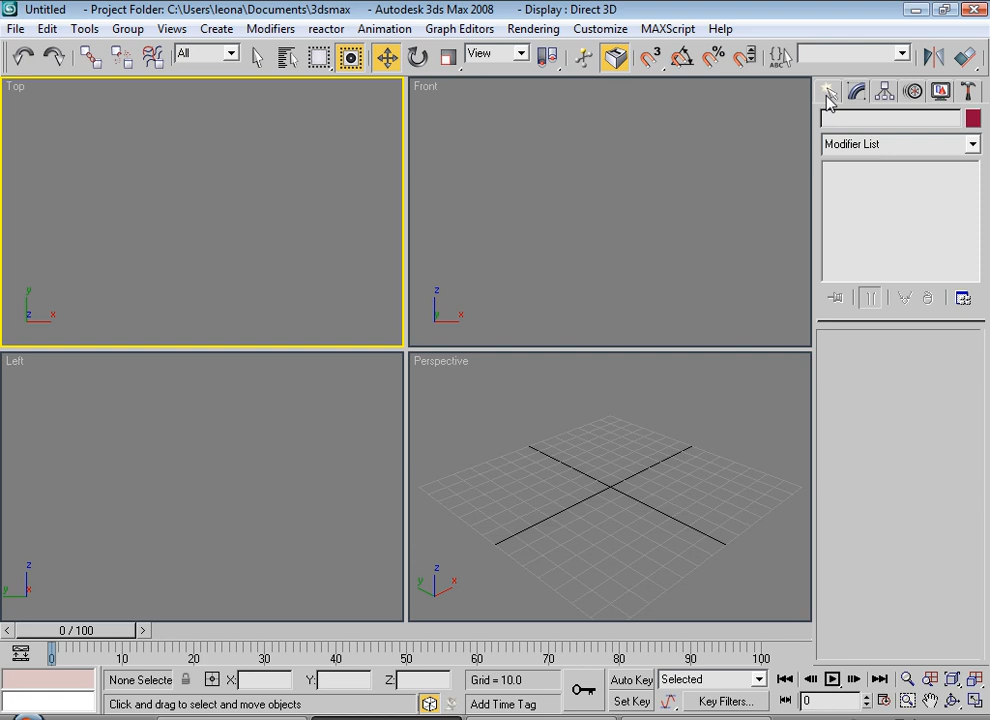 Untitled - Project Folder: C:\Users\leona\Documents\3dsmax - Autodesk 3ds Max 2008 - Display : Direct 3D
File Edit Tools Group Views Create Modifiers reactor Animation Graph Editors Rendering Customize MAXScript Help
All View 3 % ABC
Top Front
Modifier List
y z
z x y x
Left Perspective
z z
y x y x
0 / 100
0 10 20 30 40 50 60 70 80 90 100
None Selecte X: Y: Z: Grid = 10.0 Auto Key Selected
Click and drag to select and move objects Add Time Tag Set Key Key Filters... 0